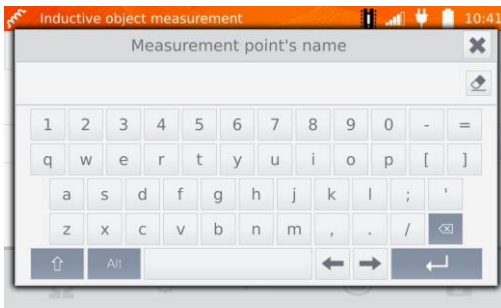 Inductive object measurement 10:41
Measurement point's name
1 2 3 4 5 6 7 8 9 0 - =
q w e r t y u i o p [ ]
a s d f g h j k l ; '
z x c v b n m , . /
Alt